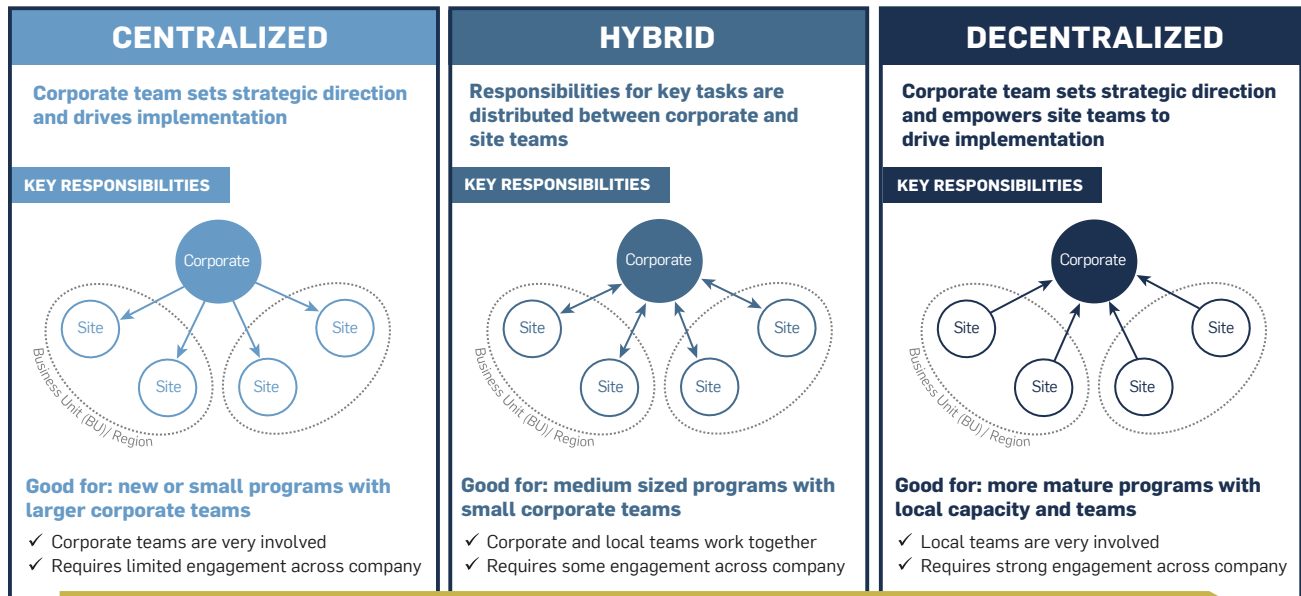 CENTRALIZED
Corporate team sets strategic direction
and drives implementation
KEY RESPONSIBILITIES
Corporate
Site
Site
Site
Site
Business Unit (BU)/ Region
Good for: new or small programs with
larger corporate teams
✓ Corporate teams are very involved
✓ Requires limited engagement across company
HYBRID
Responsibilities for key tasks are
distributed between corporate and
site teams
KEY RESPONSIBILITIES
Corporate
Site
Site
Site
Site
Business Unit (BU)/ Region
Good for: medium sized programs with
small corporate teams
✓ Corporate and local teams work together
✓ Requires some engagement across company
DECENTRALIZED
Corporate team sets strategic direction
and empowers site teams to
drive implementation
KEY RESPONSIBILITIES
Corporate
Site
Site
Site
Site
Business Unit (BU)/ Region
Good for: more mature programs with
local capacity and teams
✓ Local teams are very involved
✓ Requires strong engagement across company